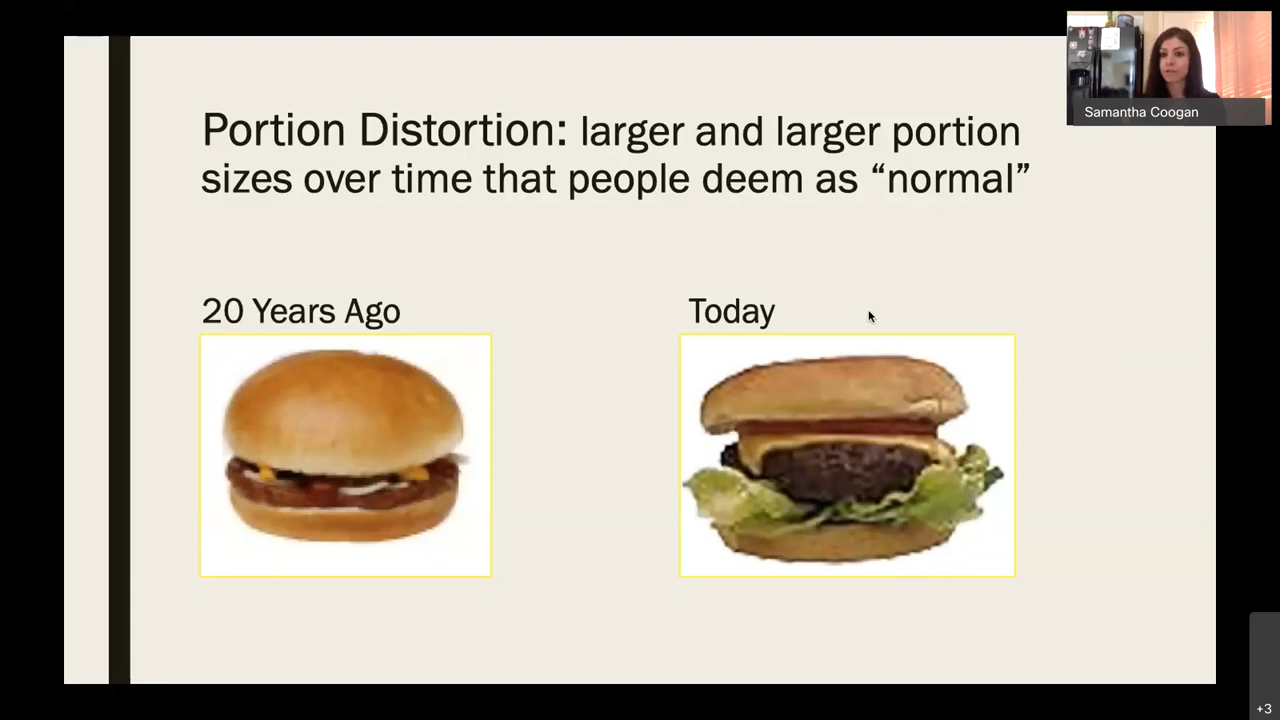 Samantha Coogan
Portion Distortion: larger and larger portion
sizes over time that people deem as “normal”
20 Years Ago
Today
+3